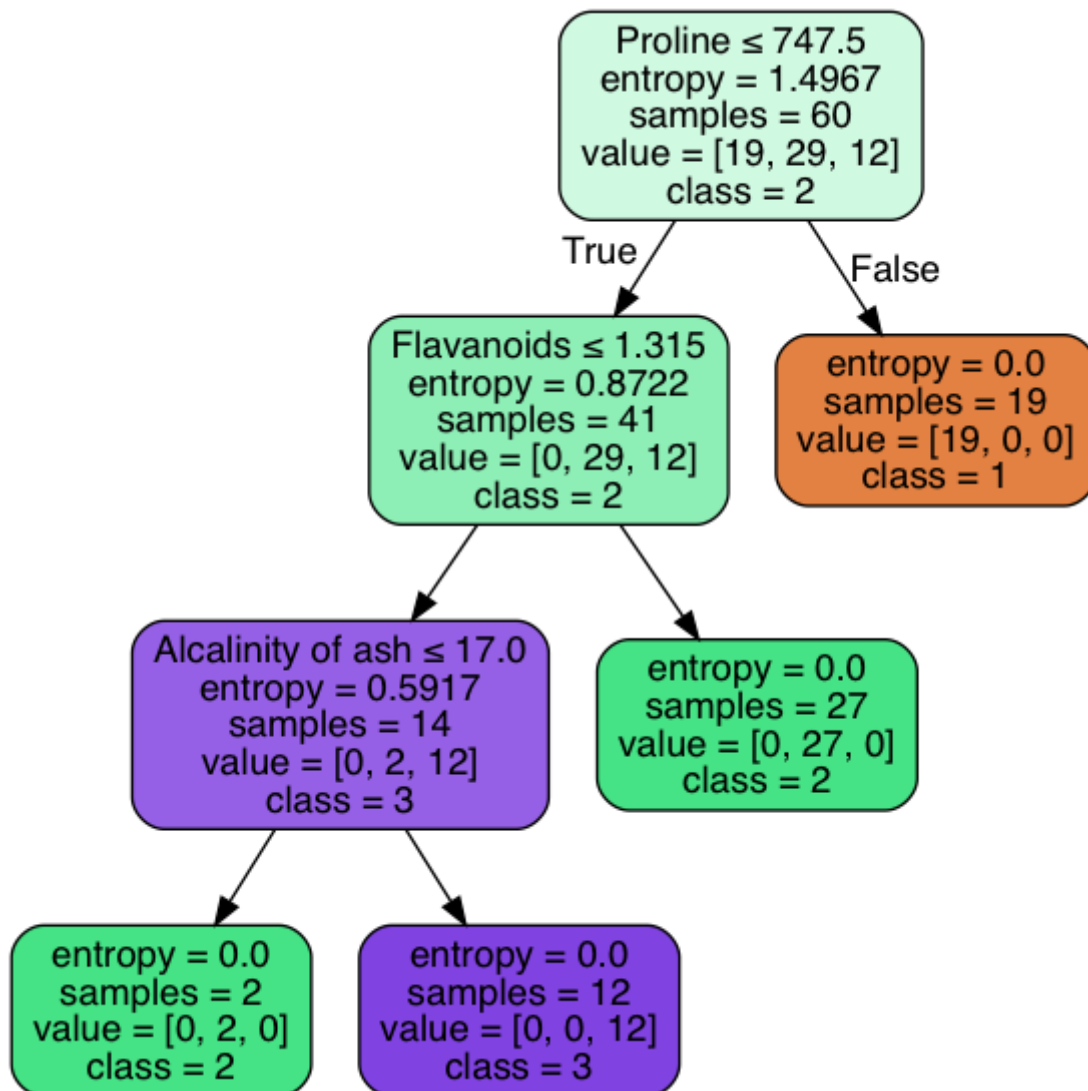 Proline ≤ 747.5
entropy = 1.4967
samples = 60
value = [19, 29, 12]
class = 2
True
False
Flavanoids ≤ 1.315
entropy = 0.8722
samples = 41
value = [0, 29, 12]
class = 2
entropy = 0.0
samples = 19
value = [19, 0, 0]
class = 1
Alcalinity of ash ≤ 17.0
entropy = 0.5917
samples = 14
value = [0, 2, 12]
class = 3
entropy = 0.0
samples = 27
value = [0, 27, 0]
class = 2
entropy = 0.0
samples = 2
value = [0, 2, 0]
class = 2
entropy = 0.0
samples = 12
value = [0, 0, 12]
class = 3